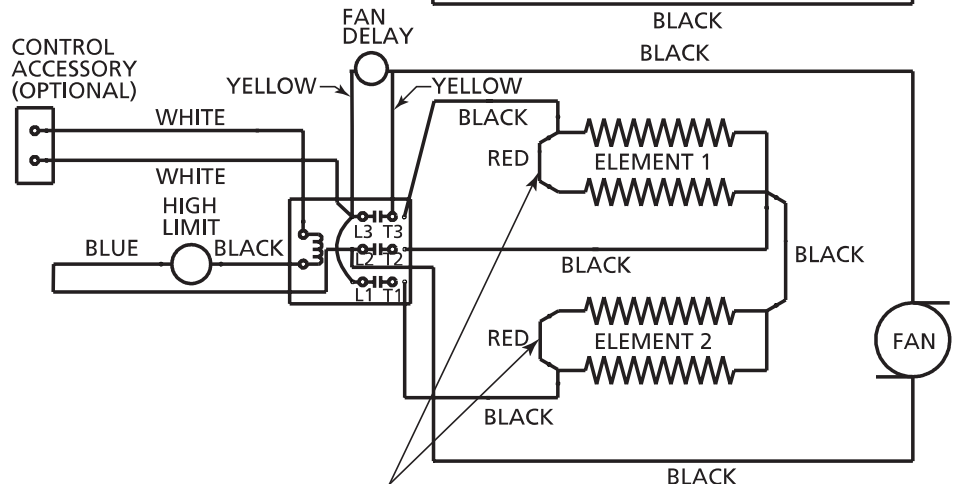 BLACK
FAN
DELAY
BLACK
CONTROL
ACCESSORY
(OPTIONAL)
YELLOW
YELLOW
BLACK
WHITE
RED
ELEMENT 1
WHITE
HIGH
LIMIT
L3 T3
BLUE
BLACK
L2 T2
BLACK
BLACK
L1 T1
RED
ELEMENT 2
FAN
BLACK
BLACK